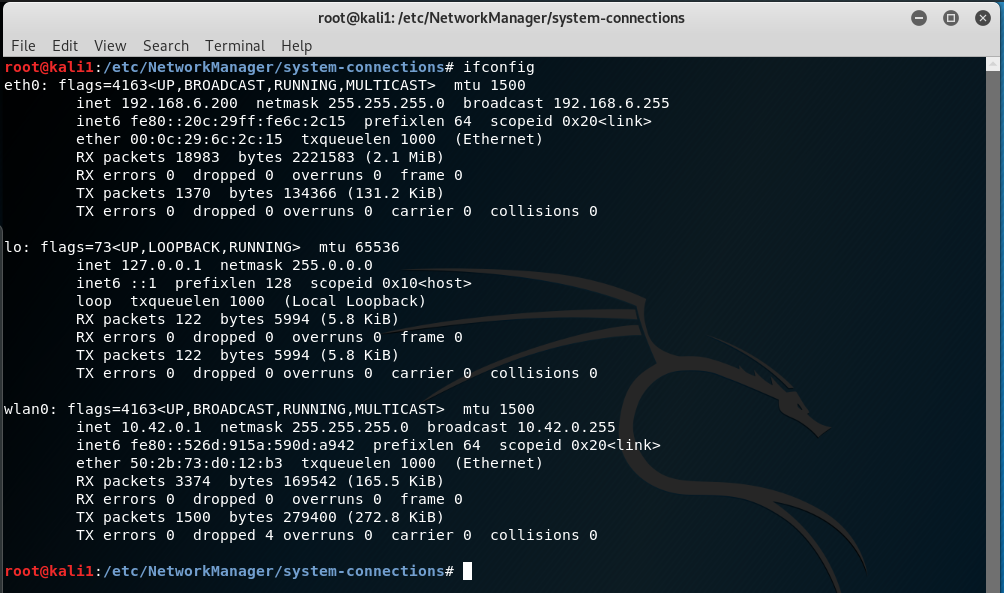 root@kali1: /etc/NetworkManager/system-connections
File Edit View Search Terminal Help
root@kali1:/etc/NetworkManager/system-connections# ifconfig
eth0: flags=4163<UP,BROADCAST,RUNNING,MULTICAST>  mtu 1500
        inet 192.168.6.200  netmask 255.255.255.0  broadcast 192.168.6.255
        inet6 fe80::20c:29ff:fe6c:2c15  prefixlen 64  scopeid 0x20<link>
        ether 00:0c:29:6c:2c:15  txqueuelen 1000  (Ethernet)
        RX packets 18983  bytes 2221583 (2.1 MiB)
        RX errors 0  dropped 0  overruns 0  frame 0
        TX packets 1370  bytes 134366 (131.2 KiB)
        TX errors 0  dropped 0 overruns 0  carrier 0  collisions 0
lo: flags=73<UP,LOOPBACK,RUNNING>  mtu 65536
        inet 127.0.0.1  netmask 255.0.0.0
        inet6 ::1  prefixlen 128  scopeid 0x10<host>
        loop  txqueuelen 1000  (Local Loopback)
        RX packets 122  bytes 5994 (5.8 KiB)
        RX errors 0  dropped 0  overruns 0  frame 0
        TX packets 122  bytes 5994 (5.8 KiB)
        TX errors 0  dropped 0 overruns 0  carrier 0  collisions 0
wlan0: flags=4163<UP,BROADCAST,RUNNING,MULTICAST>  mtu 1500
        inet 10.42.0.1  netmask 255.255.255.0  broadcast 10.42.0.255
        inet6 fe80::526d:915a:590d:a942  prefixlen 64  scopeid 0x20<link>
        ether 50:2b:73:d0:12:b3  txqueuelen 1000  (Ethernet)
        RX packets 3374  bytes 169542 (165.5 KiB)
        RX errors 0  dropped 0  overruns 0  frame 0
        TX packets 1500  bytes 279400 (272.8 KiB)
        TX errors 0  dropped 4 overruns 0  carrier 0  collisions 0
root@kali1:/etc/NetworkManager/system-connections#